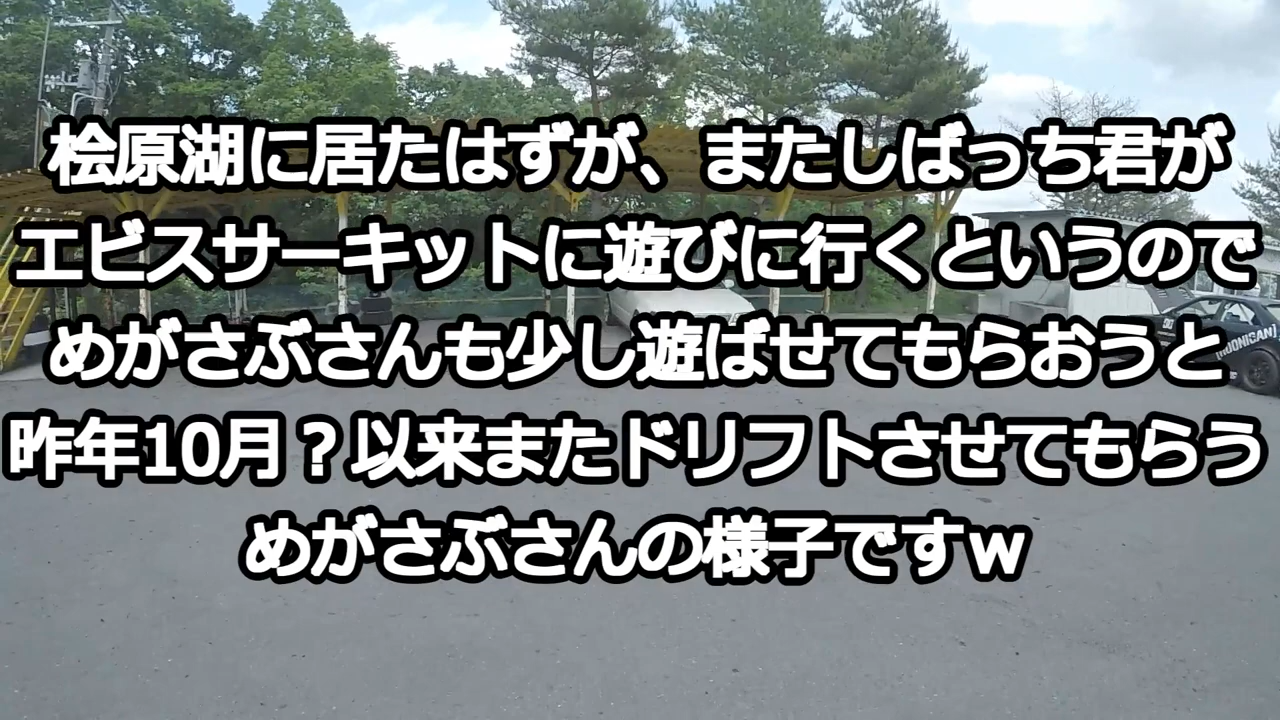 桧原湖に居たはずが、またしばっち君が
エビスサーキットに遊びに行くというので
めがさぶさんも少し遊ばせてもらおうと
昨年10月？以来またドリフトさせてもらう
めがさぶさんの様子ですｗ
HOONIGAN